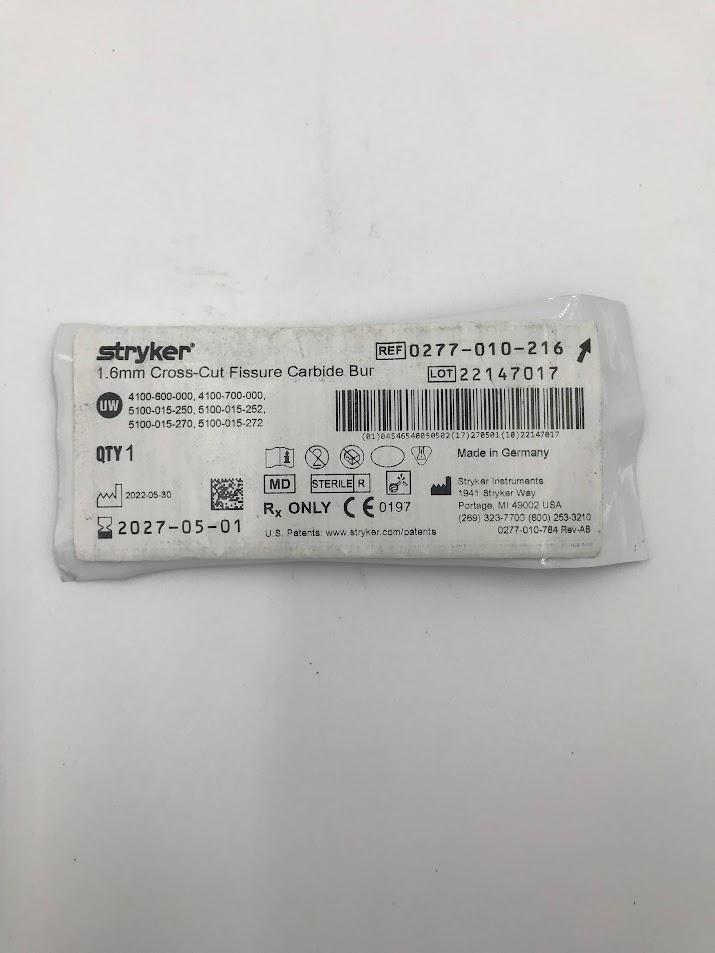 stryker®
REF 0277-010-216
1.6mm Cross-Cut Fissure Carbide Bur
LOT 22147017
UW
4100-600-000, 4100-700-000,
5100-015-250, 5100-015-252,
5100-015-270, 5100-015-272
(01)04546540050502(17)270501(10)22147017
QTY 1
2
Made in Germany
MD
STERILE R
2022-05-30
Stryker Instruments
1941 Stryker Way
Portage, MI 49002 USA
(269) 323-7700 (800) 253-3210
Rx ONLY CE 0197
2027-05-01
U.S. Patents: www.stryker.com/patents
0277-010-784 Rev-AB